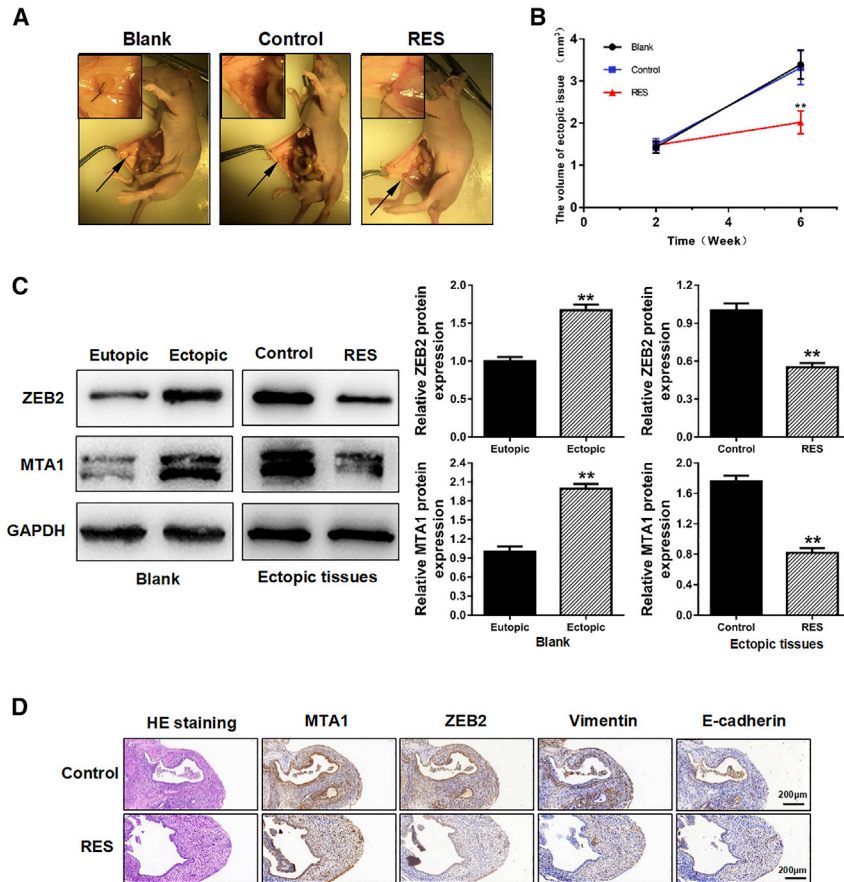 A
Blank
Control
RES
B
The volume of ectopic issue (mm³)
4
3
2
1
0
Blank
Control
RES
**
0
2
4
6
8
Time（Week）
C
Eutopic
Ectopic
Control
RES
ZEB2
MTA1
GAPDH
Blank
Ectopic tissues
Relative ZEB2 protein
expression
2.0
1.5
1.0
0.5
0.0
**
Eutopic
Ectopic
Relative ZEB2 protein
expression
1.2
0.9
0.6
0.3
0.0
**
Control
RES
Relative MTA1 protein
expression
2.4
2.1
1.8
1.5
1.2
0.9
0.6
0.3
0.0
**
Eutopic
Ectopic
Blank
Relative MTA1 protein
expression
2.0
1.6
1.2
0.8
0.4
0.0
**
Control
RES
Ectopic tissues
D
HE staining
MTA1
ZEB2
Vimentin
E-cadherin
Control
200μm
RES
200μm